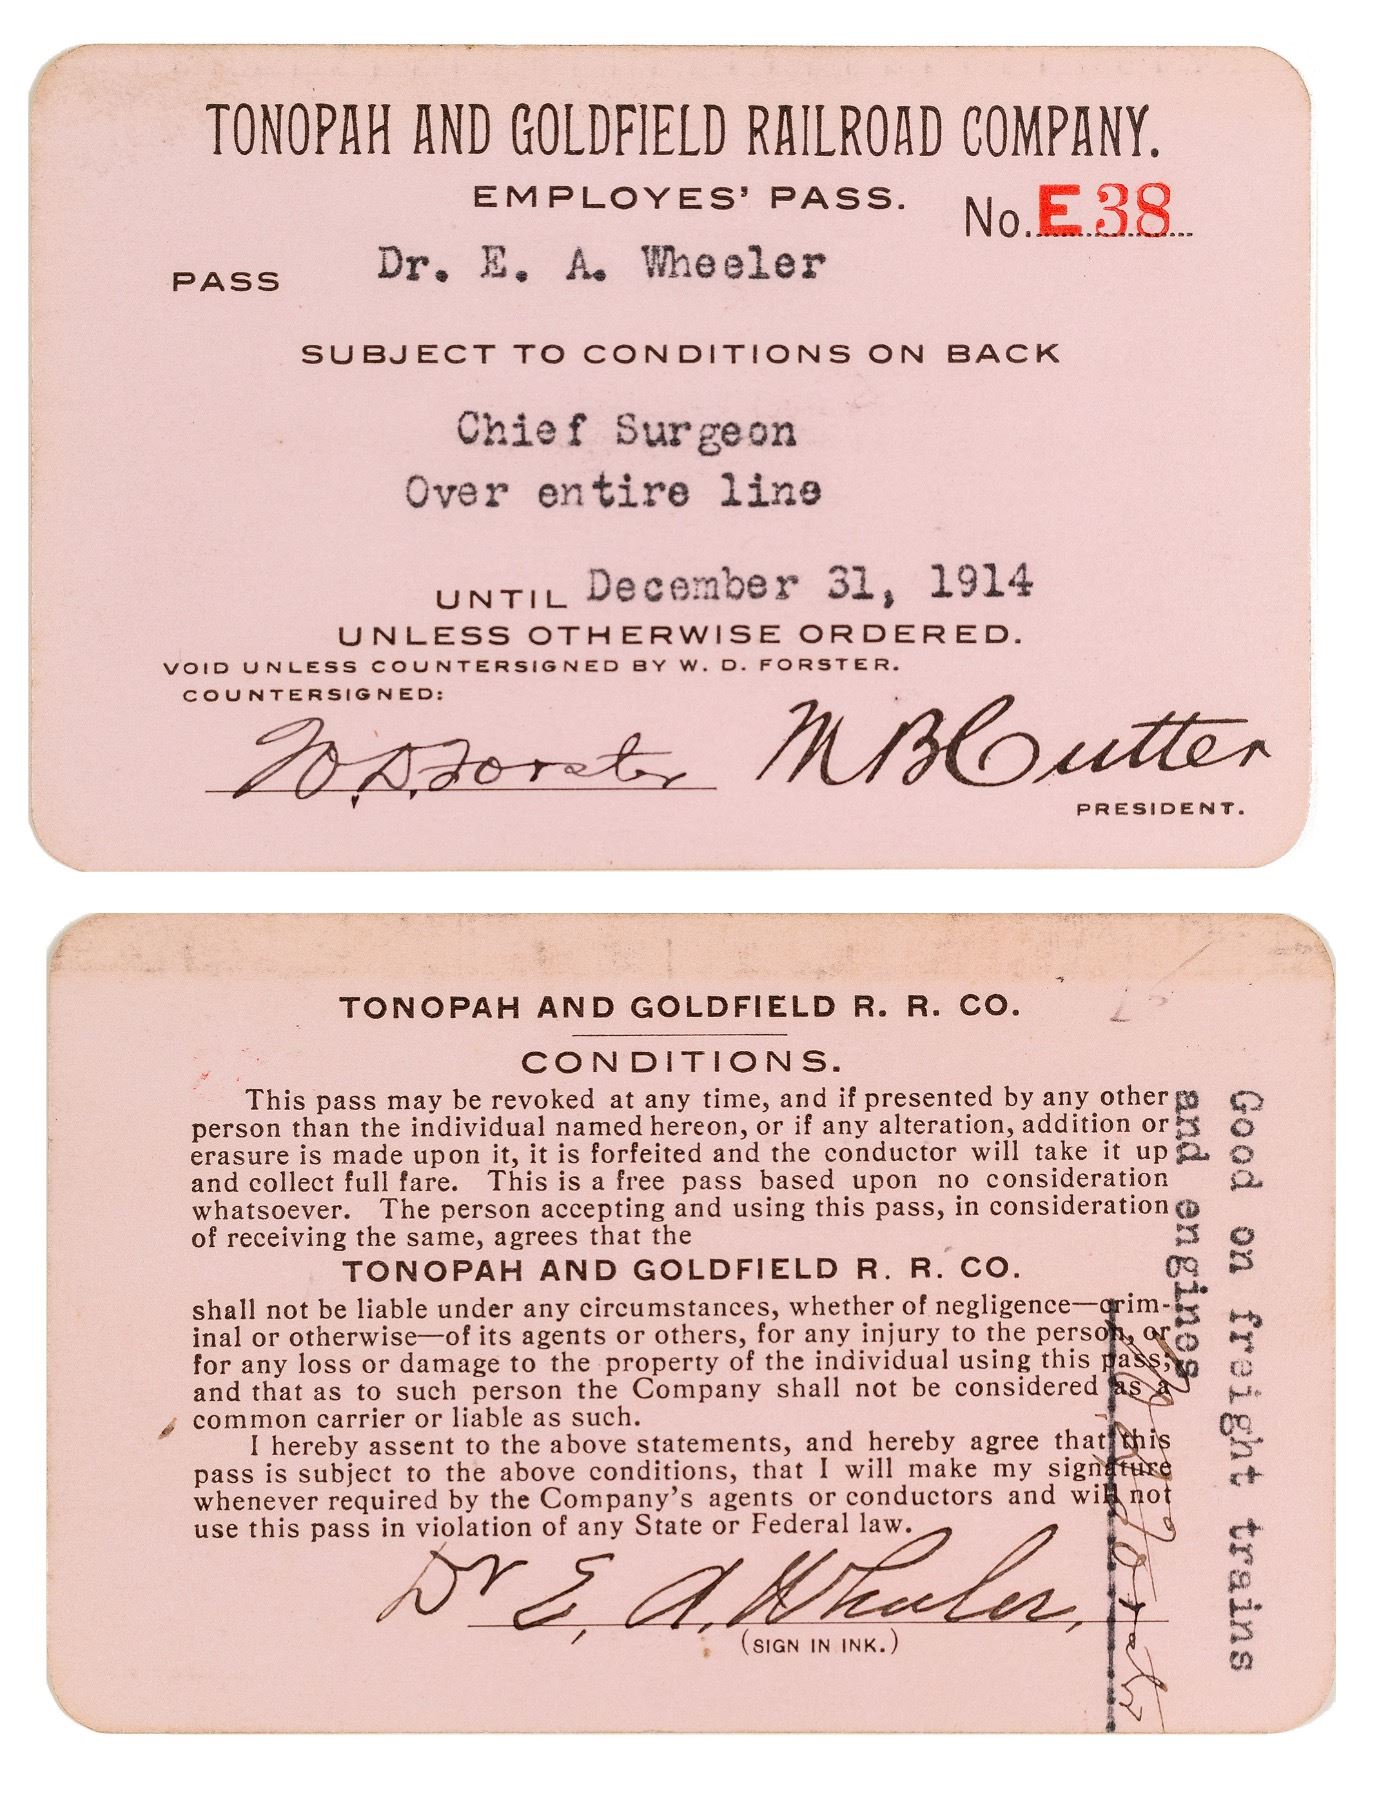 TONOPAH AND GOLDFIELD RAILROAD COMPANY.
EMPLOYES' PASS.
No. E38
PASS Dr. E. A. Wheeler
SUBJECT TO CONDITIONS ON BACK
Chief Surgeon
Over entire line
UNTIL December 31, 1914
UNLESS OTHERWISE ORDERED.
VOID UNLESS COUNTERSIGNED BY W. D. FORSTER.
COUNTERSIGNED:
W. D. Forster
M B Cutter
PRESIDENT.
TONOPAH AND GOLDFIELD R. R. CO.
CONDITIONS.
This pass may be revoked at any time, and if presented by any other
person than the individual named hereon, or if any alteration, addition or
erasure is made upon it, it is forfeited and the conductor will take it up
and collect full fare. This is a free pass based upon no consideration
whatsoever. The person accepting and using this pass, in consideration
of receiving the same, agrees that the
TONOPAH AND GOLDFIELD R. R. CO.
shall not be liable under any circumstances, whether of negligence—crim-
inal or otherwise—of its agents or others, for any injury to the person, or
for any loss or damage to the property of the individual using this pass;
and that as to such person the Company shall not be considered as a
common carrier or liable as such.
I hereby assent to the above statements, and hereby agree that this
pass is subject to the above conditions, that I will make my signature
whenever required by the Company's agents or conductors and will not
use this pass in violation of any State or Federal law.
Dr E. A. Wheeler,
(SIGN IN INK.)
Good on freight trains
and engines
W. D. Forster